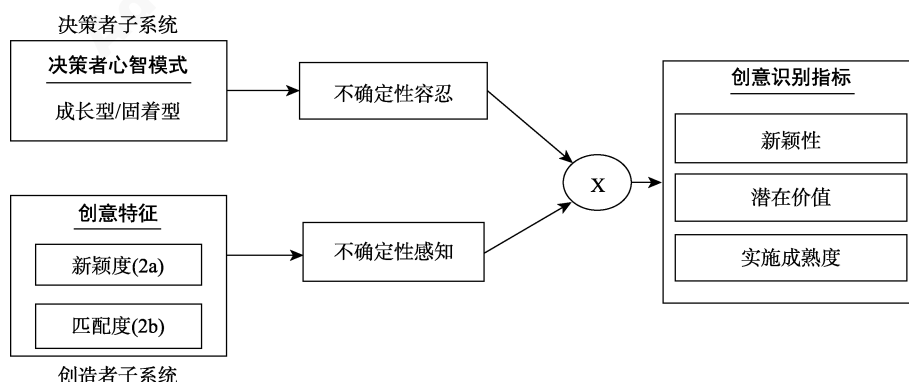 决策者子系统
决策者心智模式
成长型/固着型
不确定性容忍
创意特征
新颖度(2a)
匹配度(2b)
创造者子系统
不确定性感知
X
创意识别指标
新颖性
潜在价值
实施成熟度